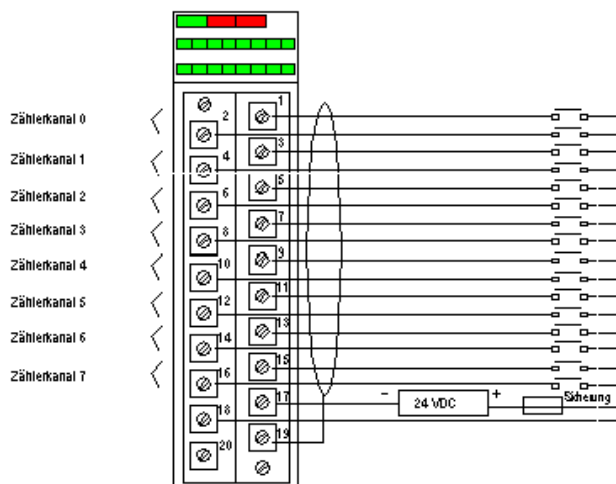 Zählerkanal 0
Zählerkanal 1
Zählerkanal 2
Zählerkanal 3
Zählerkanal 4
Zählerkanal 5
Zählerkanal 6
Zählerkanal 7
1
2
3
4
5
6
7
8
9
10
11
12
13
14
15
16
17
18
19
20
- 24 VDC +
Sicherung